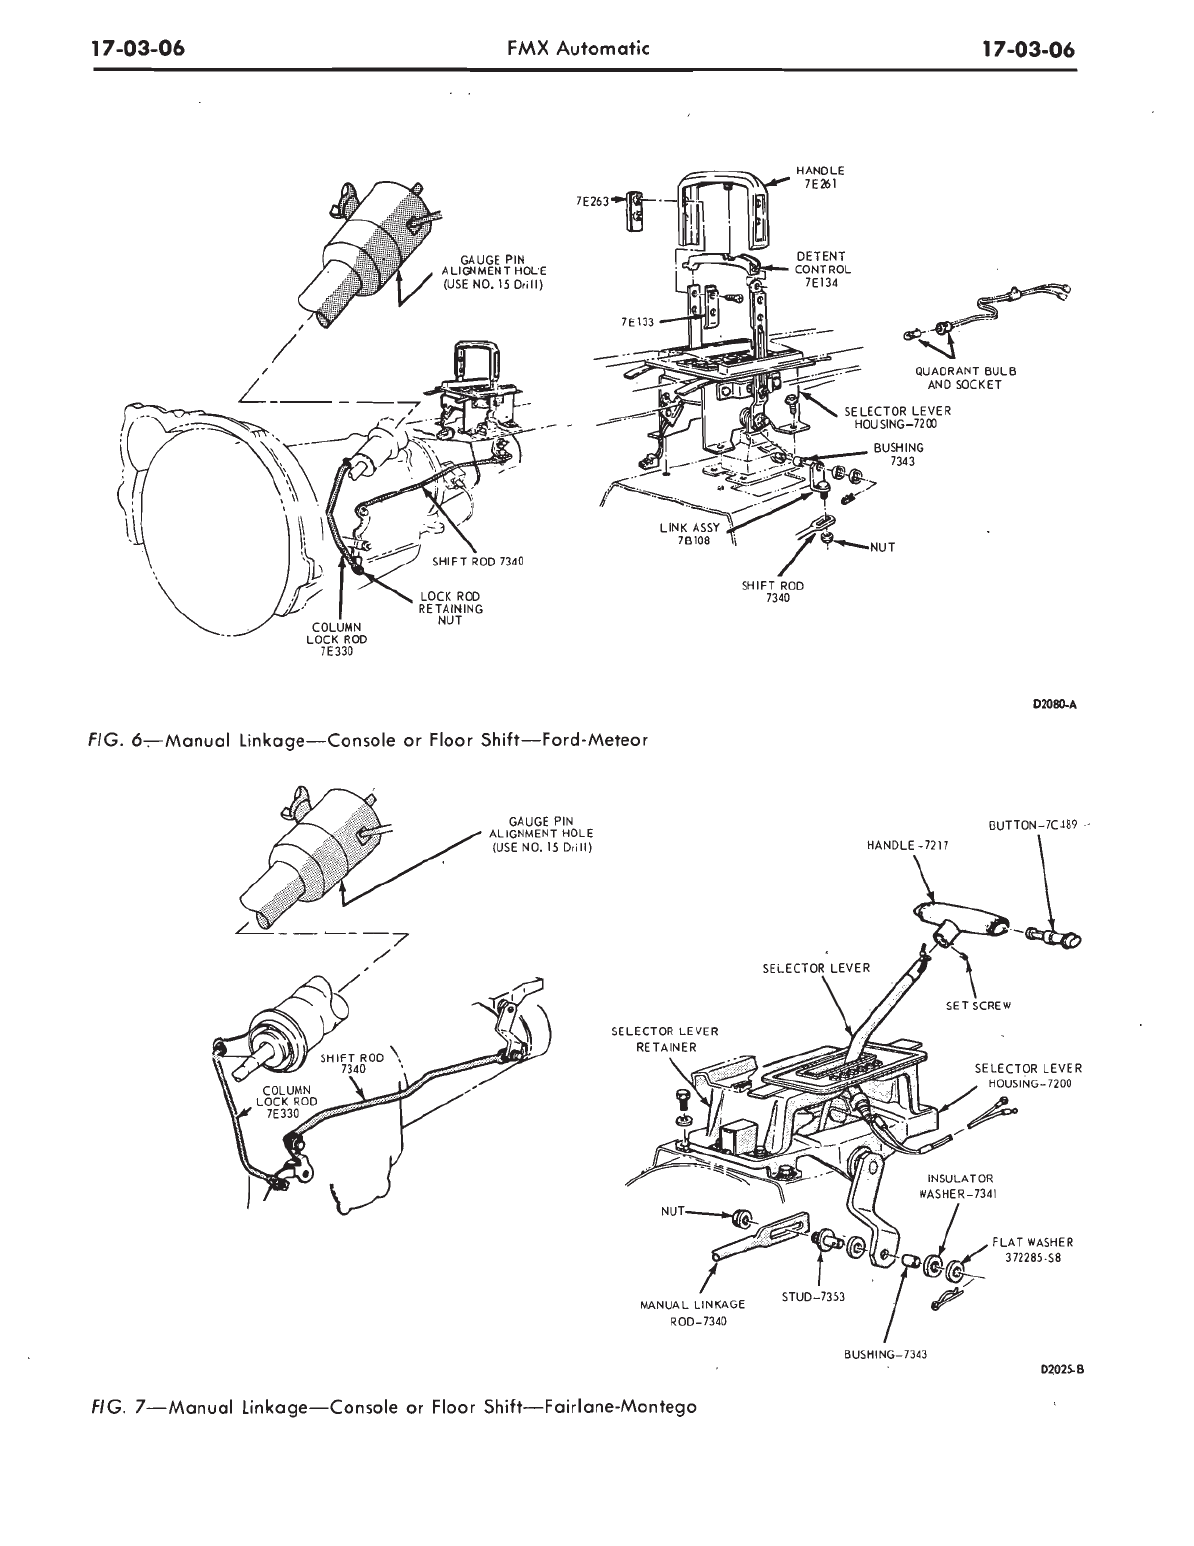 17-03-06
FMX Automatic
17-03-06
HANDLE
7E261
7E263
GAUGE PIN
ALIGNMENT HOLE
(USE NO. 15 Drill)
DETENT
CONTROL
7E134
7E133
QUADRANT BULB
AND SOCKET
SELECTOR LEVER
HOUSING-7200
BUSHING
7343
LINK ASSY
7B108
NUT
SHIFT ROD 7340
SHIFT ROD
7340
LOCK ROD
RETAINING
NUT
COLUMN
LOCK ROD
7E330
D2080-A
FIG. 6—Manual Linkage—Console or Floor Shift—Ford-Meteor
GAUGE PIN
ALIGNMENT HOLE
(USE NO. 15 Drill)
BUTTON-7C489
HANDLE-7217
SELECTOR LEVER
SET SCREW
SELECTOR LEVER
RETAINER
SHIFT ROD
7340
SELECTOR LEVER
HOUSING-7200
COLUMN
LOCK ROD
7E330
INSULATOR
WASHER-7341
NUT
FLAT WASHER
372285-S8
STUD-7353
MANUAL LINKAGE
ROD-7340
BUSHING-7343
D2025-B
FIG. 7—Manual Linkage—Console or Floor Shift—Fairlane-Montego